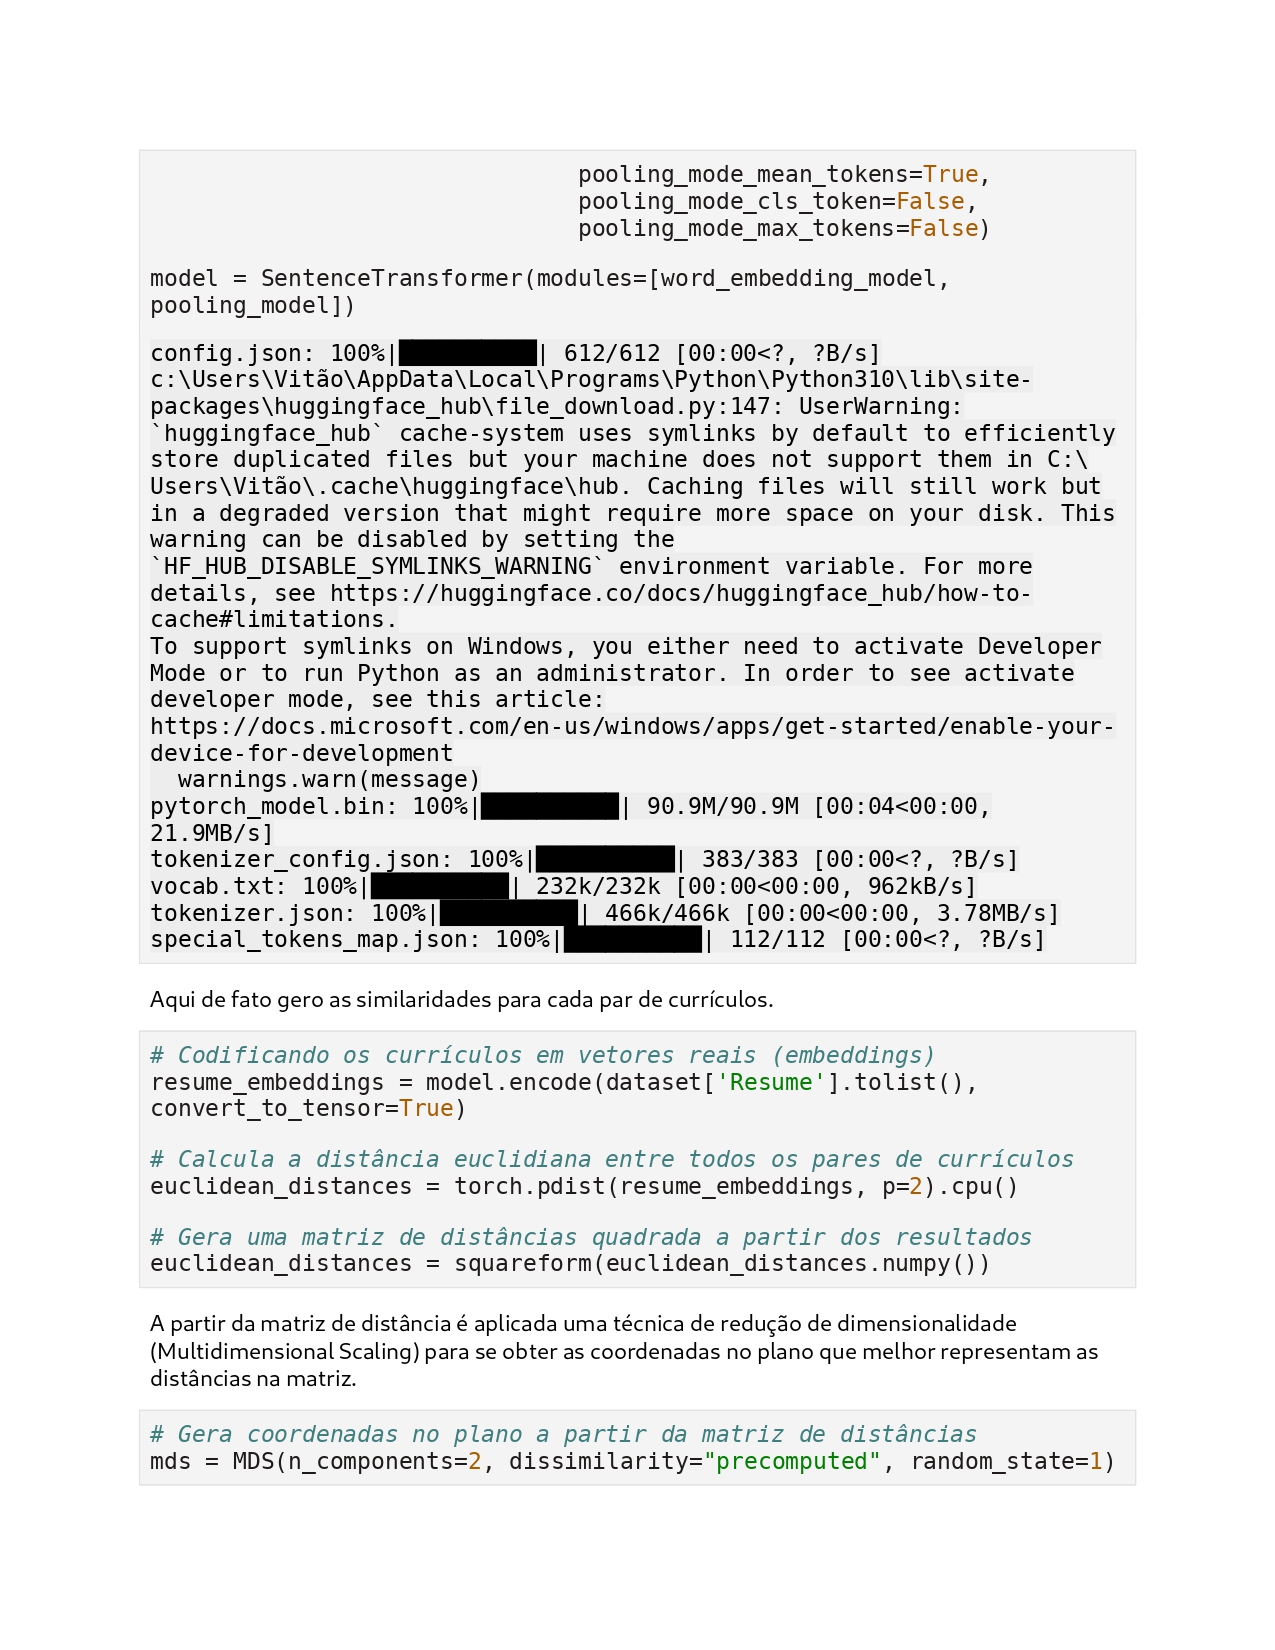 pooling_mode_mean_tokens=True,
pooling_mode_cls_token=False,
pooling_mode_max_tokens=False)
model = SentenceTransformer(modules=[word_embedding_model,
pooling_model])
config.json: 100%|██████████| 612/612 [00:00<?, ?B/s]
c:\Users\Vitão\AppData\Local\Programs\Python\Python310\lib\site-
packages\huggingface_hub\file_download.py:147: UserWarning:
`huggingface_hub` cache-system uses symlinks by default to efficiently
store duplicated files but your machine does not support them in C:\
Users\Vitão\.cache\huggingface\hub. Caching files will still work but
in a degraded version that might require more space on your disk. This
warning can be disabled by setting the
`HF_HUB_DISABLE_SYMLINKS_WARNING` environment variable. For more
details, see https://huggingface.co/docs/huggingface_hub/how-to-
cache#limitations.
To support symlinks on Windows, you either need to activate Developer
Mode or to run Python as an administrator. In order to see activate
developer mode, see this article:
https://docs.microsoft.com/en-us/windows/apps/get-started/enable-your-
device-for-development
warnings.warn(message)
pytorch_model.bin: 100%|██████████| 90.9M/90.9M [00:04<00:00,
21.9MB/s]
tokenizer_config.json: 100%|██████████| 383/383 [00:00<?, ?B/s]
vocab.txt: 100%|██████████| 232k/232k [00:00<00:00, 962kB/s]
tokenizer.json: 100%|██████████| 466k/466k [00:00<00:00, 3.78MB/s]
special_tokens_map.json: 100%|██████████| 112/112 [00:00<?, ?B/s]
Aqui de fato gero as similaridades para cada par de currículos.
# Codificando os currículos em vetores reais (embeddings)
resume_embeddings = model.encode(dataset['Resume'].tolist(),
convert_to_tensor=True)
# Calcula a distância euclidiana entre todos os pares de currículos
euclidean_distances = torch.pdist(resume_embeddings, p=2).cpu()
# Gera uma matriz de distâncias quadrada a partir dos resultados
euclidean_distances = squareform(euclidean_distances.numpy())
A partir da matriz de distância é aplicada uma técnica de redução de dimensionalidade
(Multidimensional Scaling) para se obter as coordenadas no plano que melhor representam as
distâncias na matriz.
# Gera coordenadas no plano a partir da matriz de distâncias
mds = MDS(n_components=2, dissimilarity="precomputed", random_state=1)